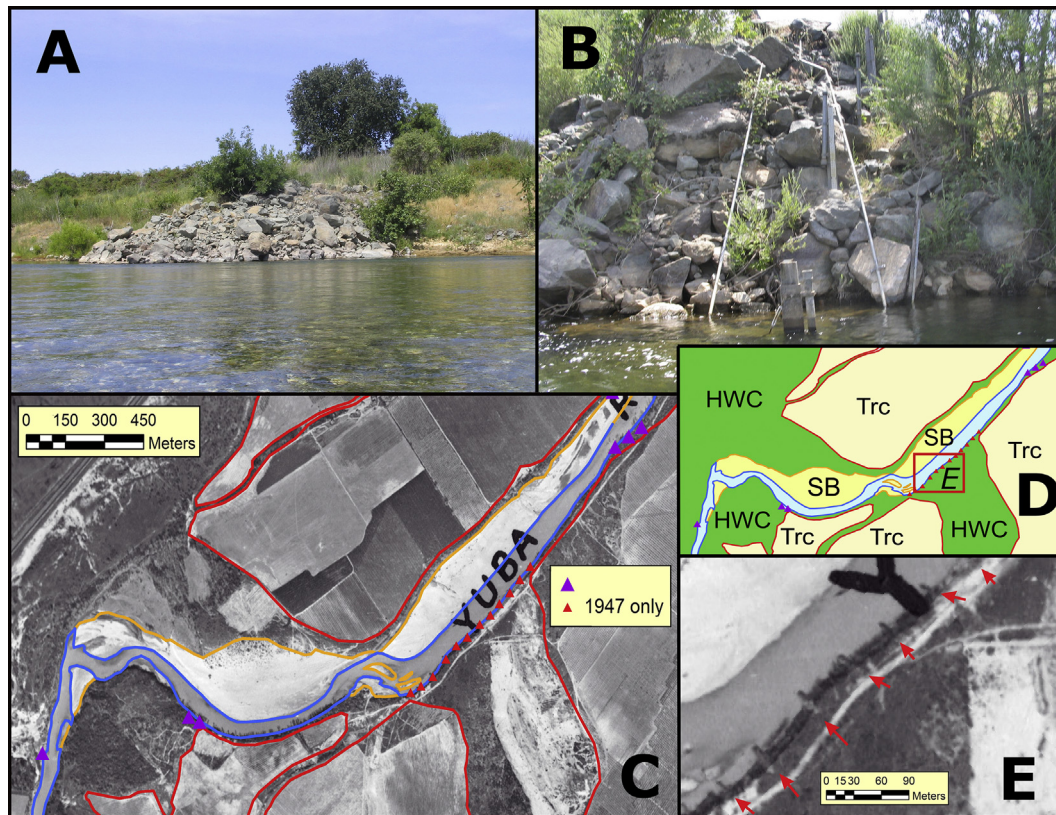 A
B
0 150 300 450
Meters
R
YUBA
1947 only
C
HWC
Trc
SB
Trc
E
SB
HWC
Trc
Trc
HWC
D
0 15 30 60 90
Meters
E